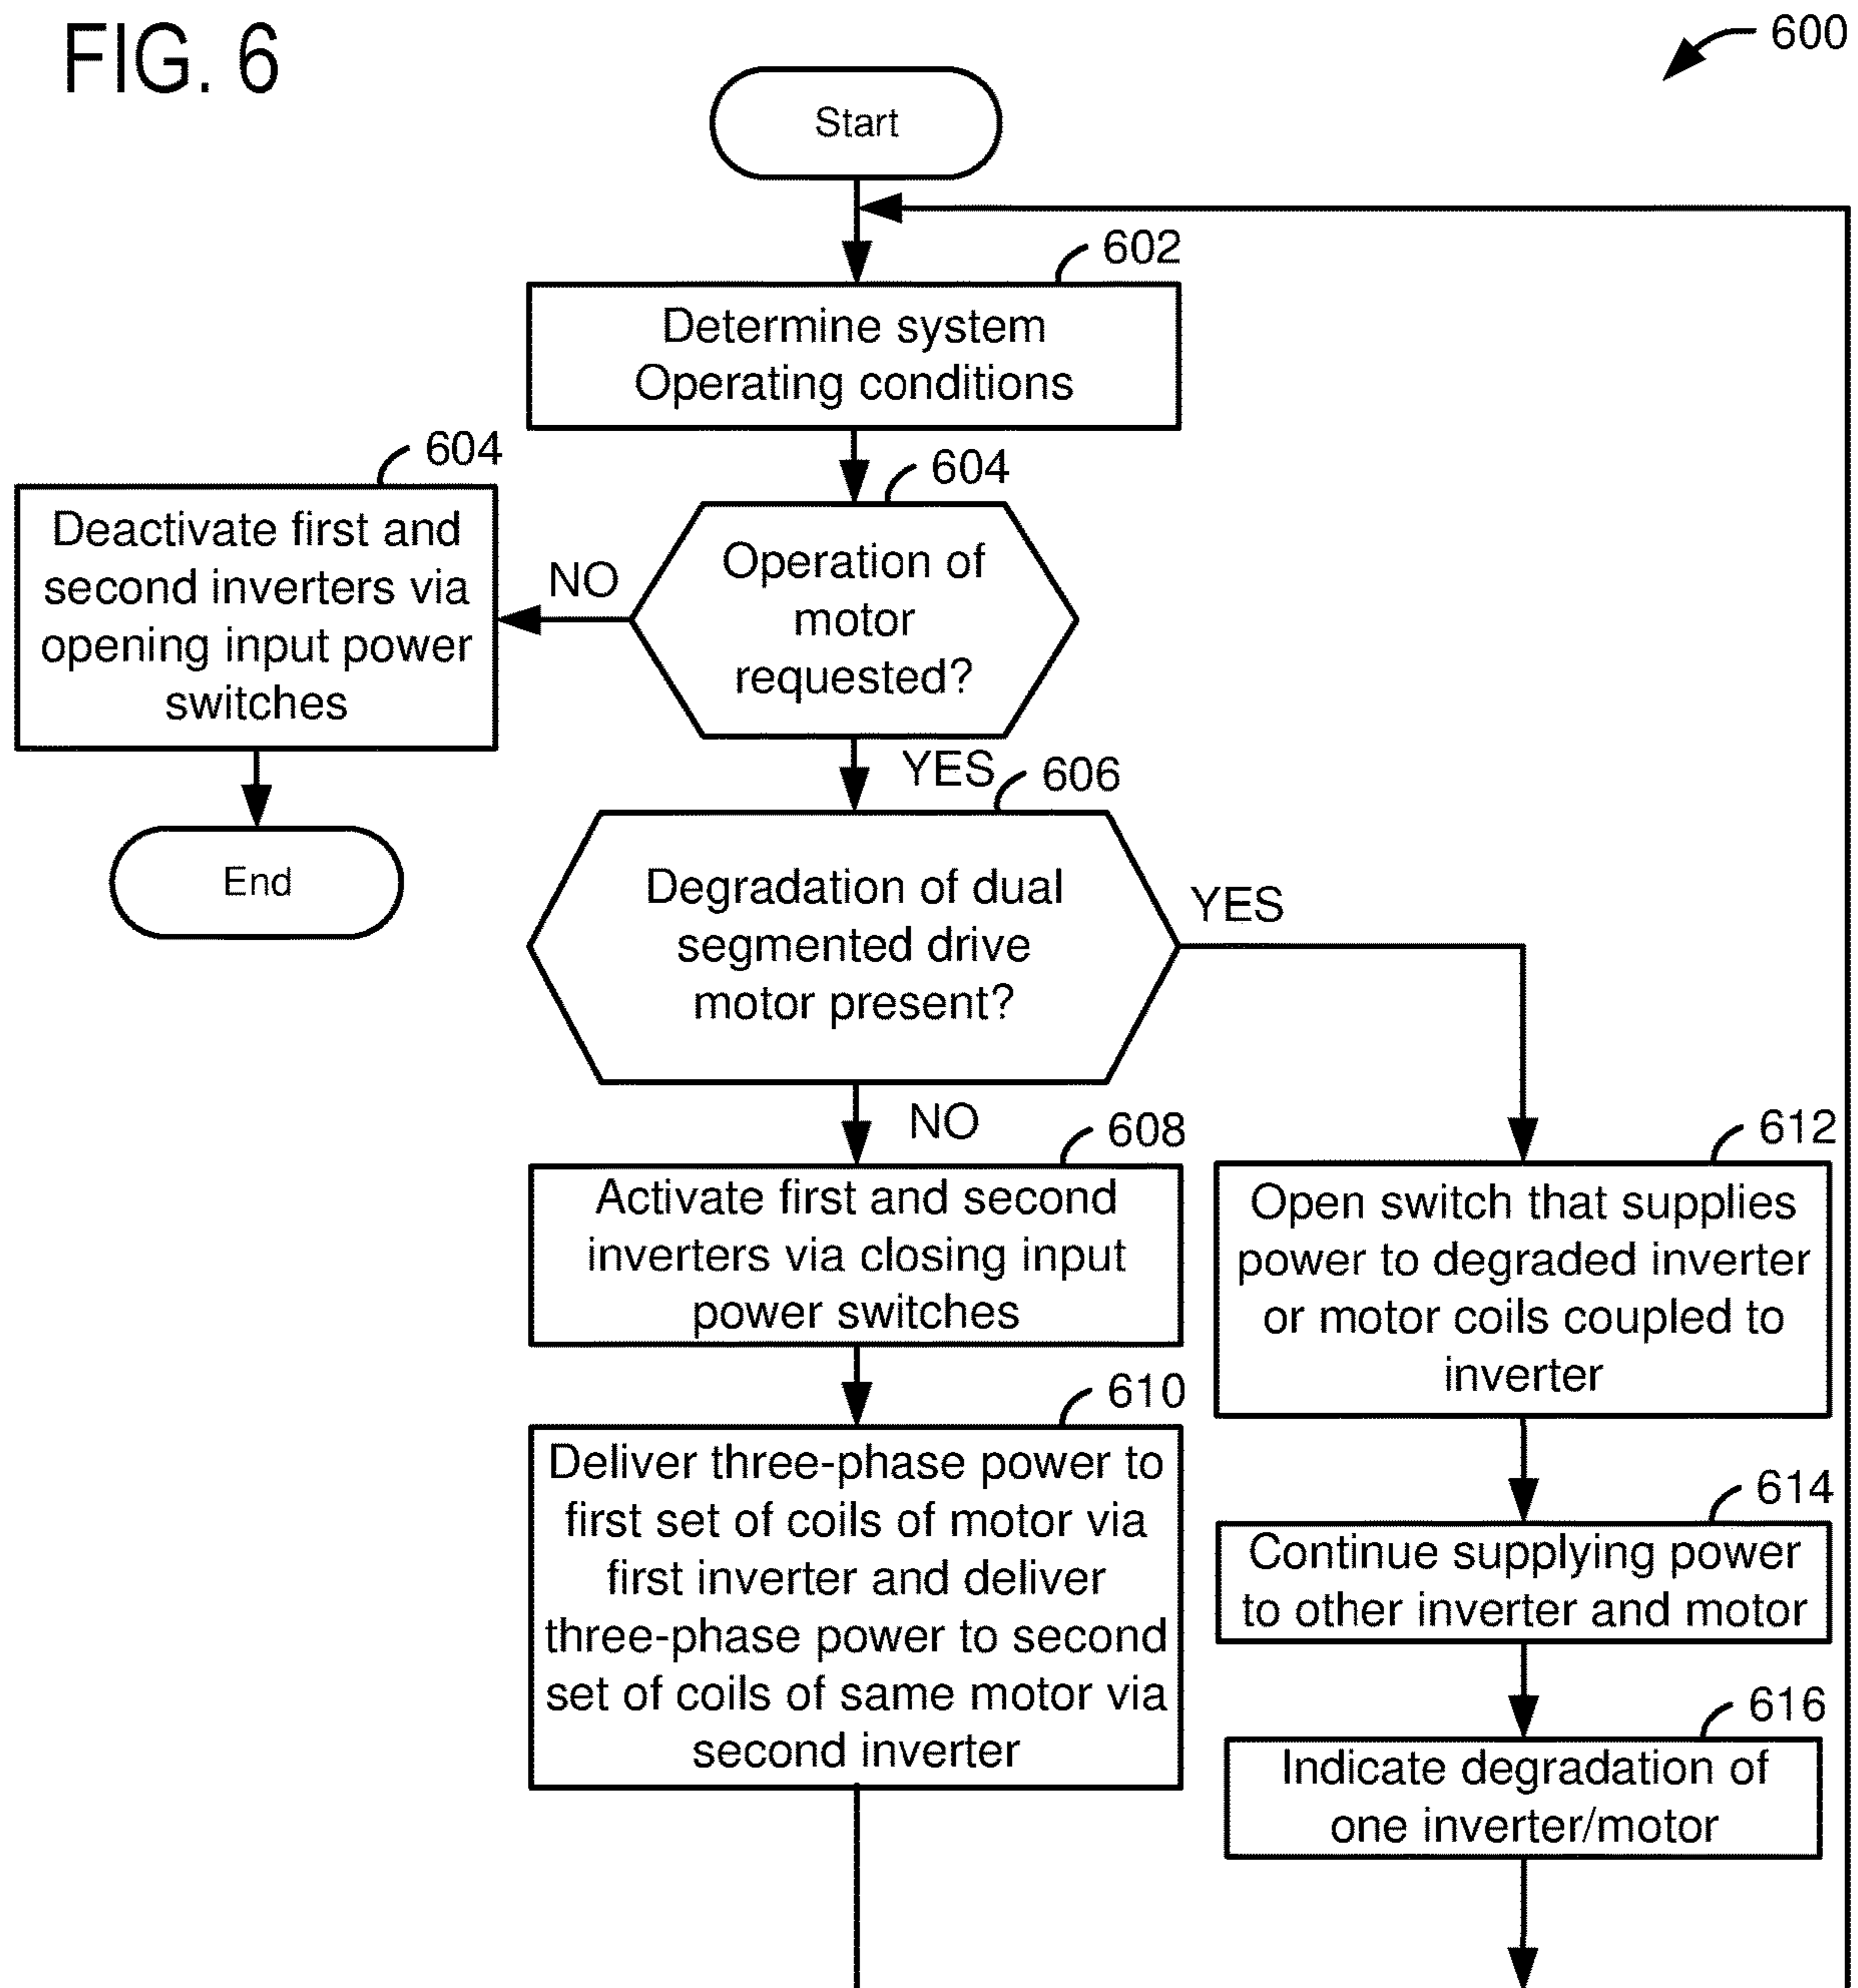 FIG. 6
600
Start
602
Determine system
Operating conditions
604
Operation of
motor
requested?
NO
604
Deactivate first and
second inverters via
opening input power
switches
End
YES
606
Degradation of dual
segmented drive
motor present?
YES
NO
608
Activate first and second
inverters via closing input
power switches
610
Deliver three-phase power to
first set of coils of motor via
first inverter and deliver
three-phase power to second
set of coils of same motor via
second inverter
612
Open switch that supplies
power to degraded inverter
or motor coils coupled to
inverter
614
Continue supplying power
to other inverter and motor
616
Indicate degradation of
one inverter/motor